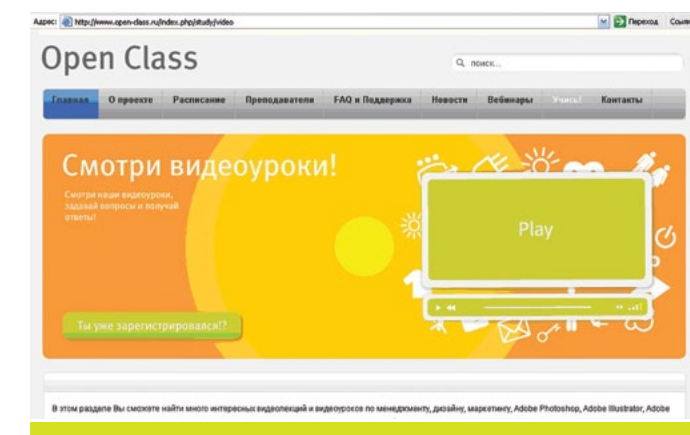 Адрес: http://www.open-class.ru/index.php/study/video Переход Ссылки
Open Class
поиск...
Главная О проекте Расписание Преподаватели FAQ и Поддержка Новости Вебинары Учись! Контакты
Смотри видеоуроки!
Смотри наши видеоуроки,
задавай вопросы и получай
ответы!
Play
Ты уже зарегистрировался!?
В этом разделе Вы сможете найти много интересных видеолекций и видеоуроков по менеджменту, дизайну, маркетингу, Adobe Photoshop, Adobe Illustrator, Adobe